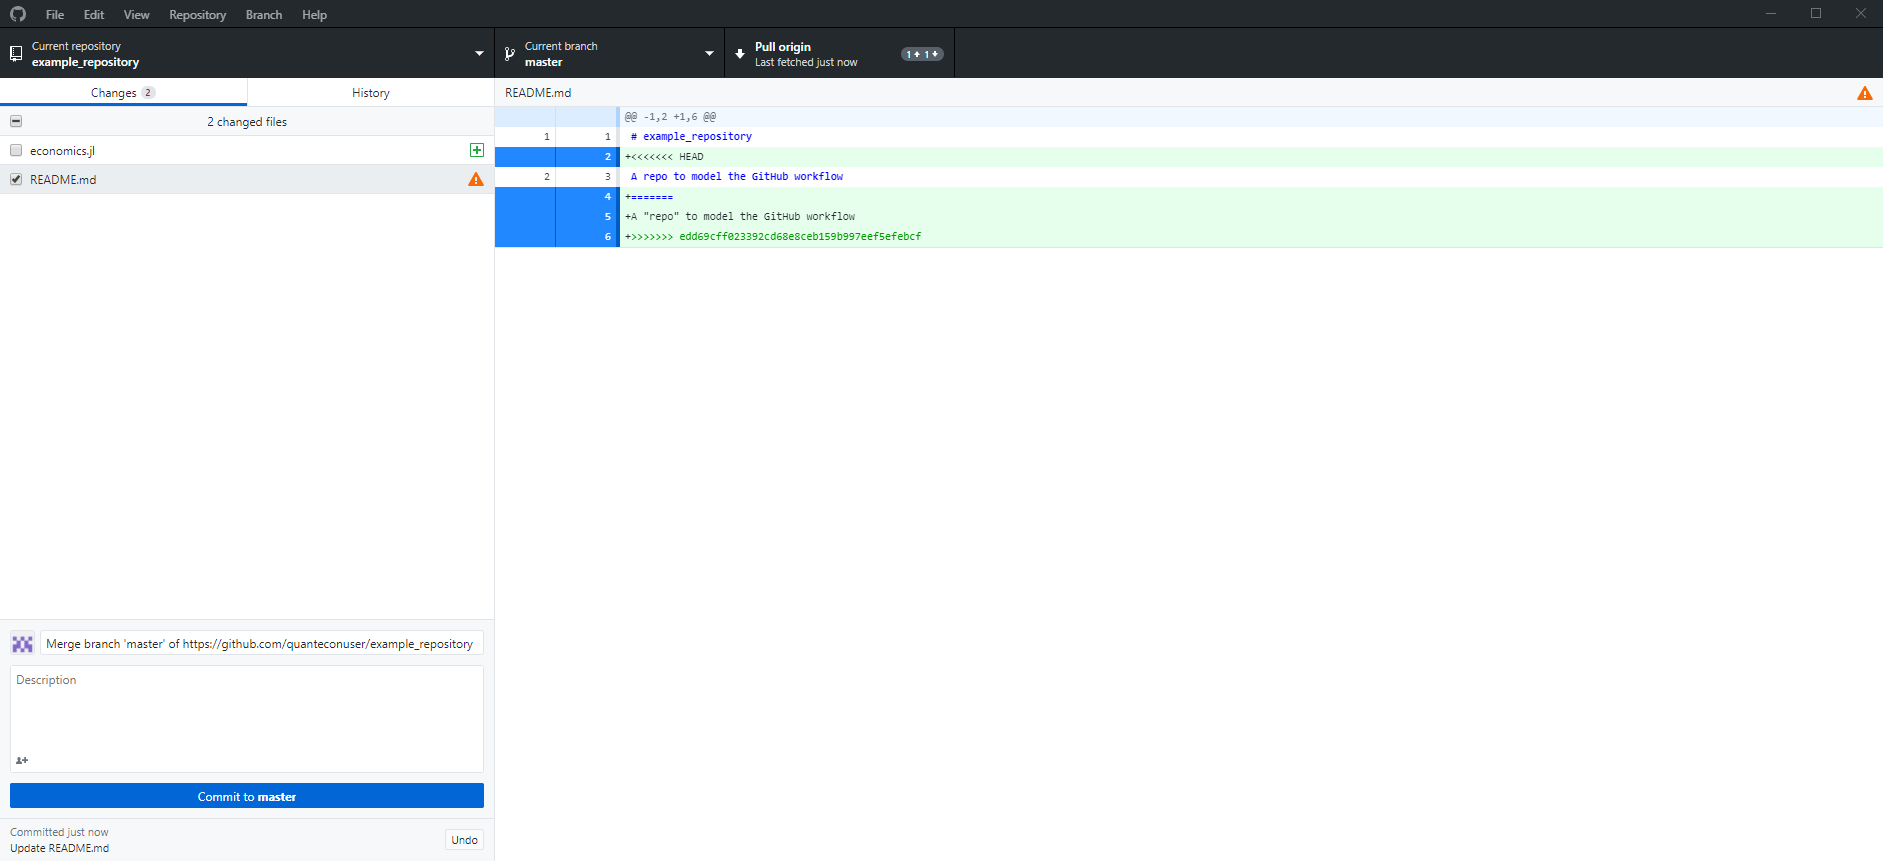 File Edit View Repository Branch Help
Current repository
example_repository
Current branch
master
Pull origin
Last fetched just now
1 1
Changes 2
History
2 changed files
economics.jl
README.md
README.md
@@ -1,2 +1,6 @@
1 1 # example_repository
2 +<<<<<<< HEAD
2 3 A repo to model the GitHub workflow
4 +=======
5 +A "repo" to model the GitHub workflow
6 +>>>>>>> edd69cff023392cd68e8ceb159b997eef5efebcf
Merge branch 'master' of https://github.com/quanteconuser/example_repository
Description
Commit to master
Committed just now
Update README.md
Undo